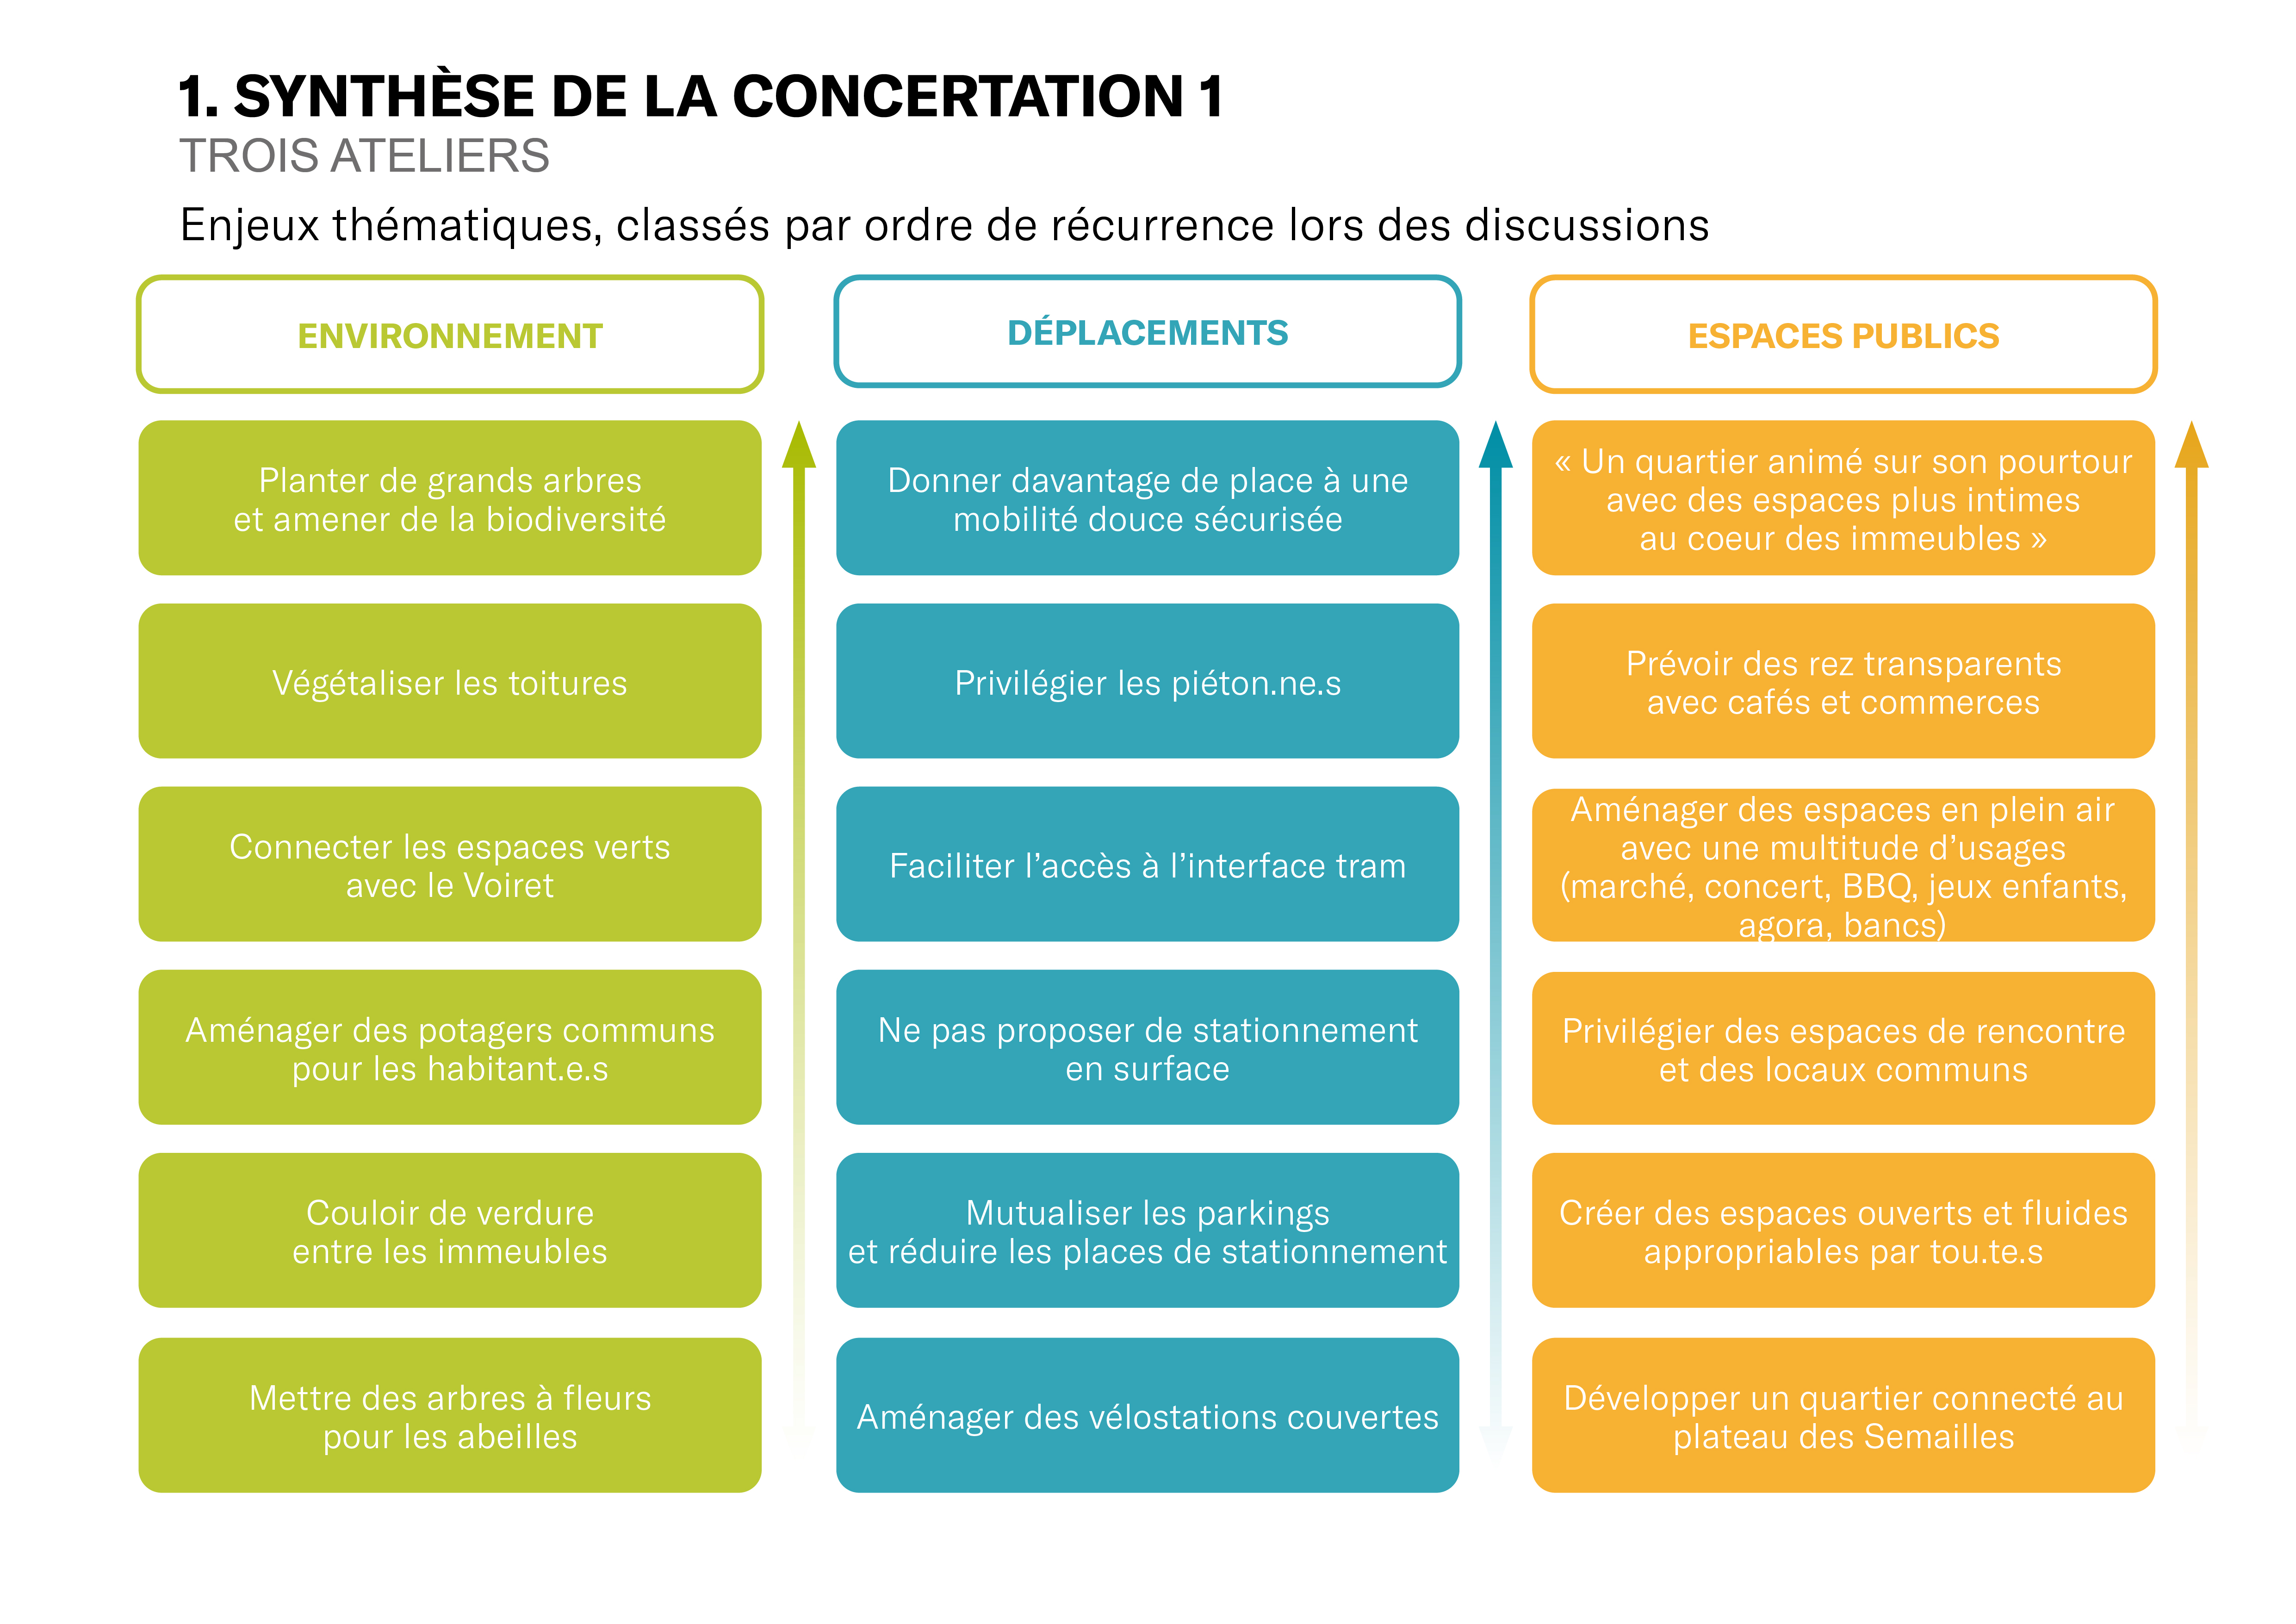 1. SYNTHÈSE DE LA CONCERTATION 1
TROIS ATELIERS
Enjeux thématiques, classés par ordre de récurrence lors des discussions
ENVIRONNEMENT
Planter de grands arbres
et amener de la biodiversité
Végétaliser les toitures
Connecter les espaces verts
avec le Voiret
Aménager des potagers communs
pour les habitant.e.s
Couloir de verdure
entre les immeubles
Mettre des arbres à fleurs
pour les abeilles
DÉPLACEMENTS
Donner davantage de place à une
mobilité douce sécurisée
Privilégier les piéton.ne.s
Faciliter l’accès à l’interface tram
Ne pas proposer de stationnement
en surface
Mutualiser les parkings
et réduire les places de stationnement
Aménager des vélostations couvertes
ESPACES PUBLICS
« Un quartier animé sur son pourtour
avec des espaces plus intimes
au coeur des immeubles »
Prévoir des rez transparents
avec cafés et commerces
Aménager des espaces en plein air
avec une multitude d’usages
(marché, concert, BBQ, jeux enfants,
agora, bancs)
Privilégier des espaces de rencontre
et des locaux communs
Créer des espaces ouverts et fluides
appropriables par tou.te.s
Développer un quartier connecté au
plateau des Semailles